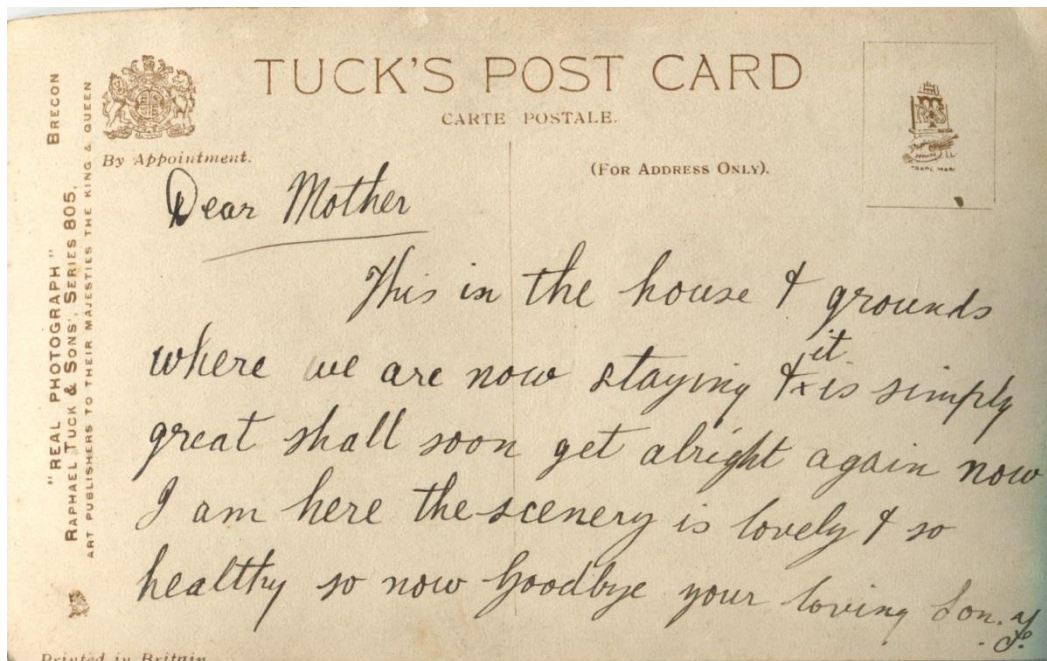 TUCK'S POST CARD
CARTE POSTALE.
By Appointment.
(FOR ADDRESS ONLY).
"REAL PHOTOGRAPH" BRECON
RAPHAEL TUCK & SONS', SERIES 805,
ART PUBLISHERS TO THEIR MAJESTIES THE KING & QUEEN
Dear Mother
This is the house & grounds
where we are now staying & it is simply
great shall soon get alright again now
I am here the scenery is lovely & so
healthy so now Goodbye your loving Son.
Printed in Britain